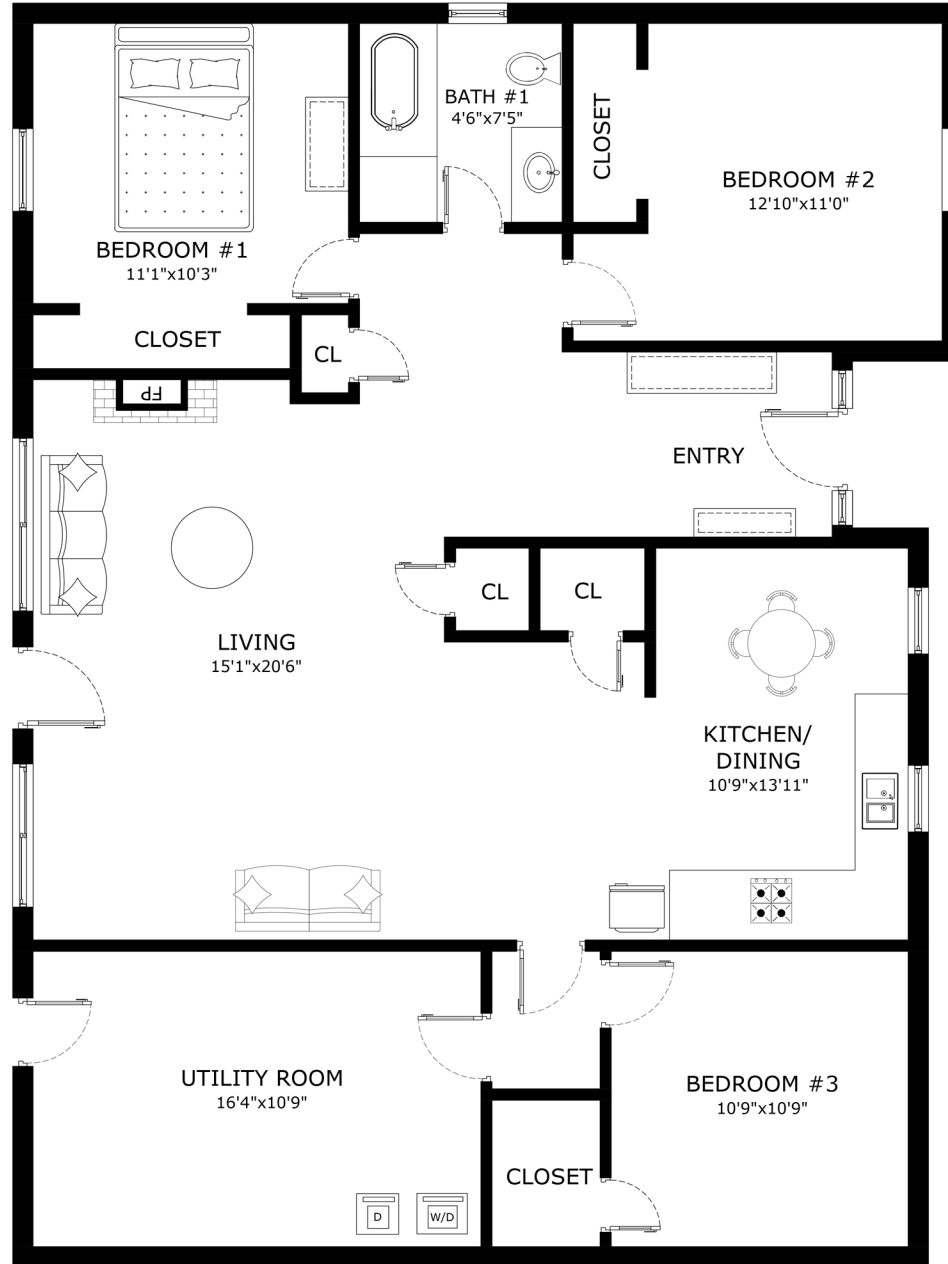 BATH #1
4'6"x7'5"
CLOSET
BEDROOM #2
12'10"x11'0"
BEDROOM #1
11'1"x10'3"
CLOSET
CL
FP
ENTRY
CL
CL
LIVING
15'1"x20'6"
KITCHEN/
DINING
10'9"x13'11"
UTILITY ROOM
16'4"x10'9"
BEDROOM #3
10'9"x10'9"
CLOSET
D
W/D